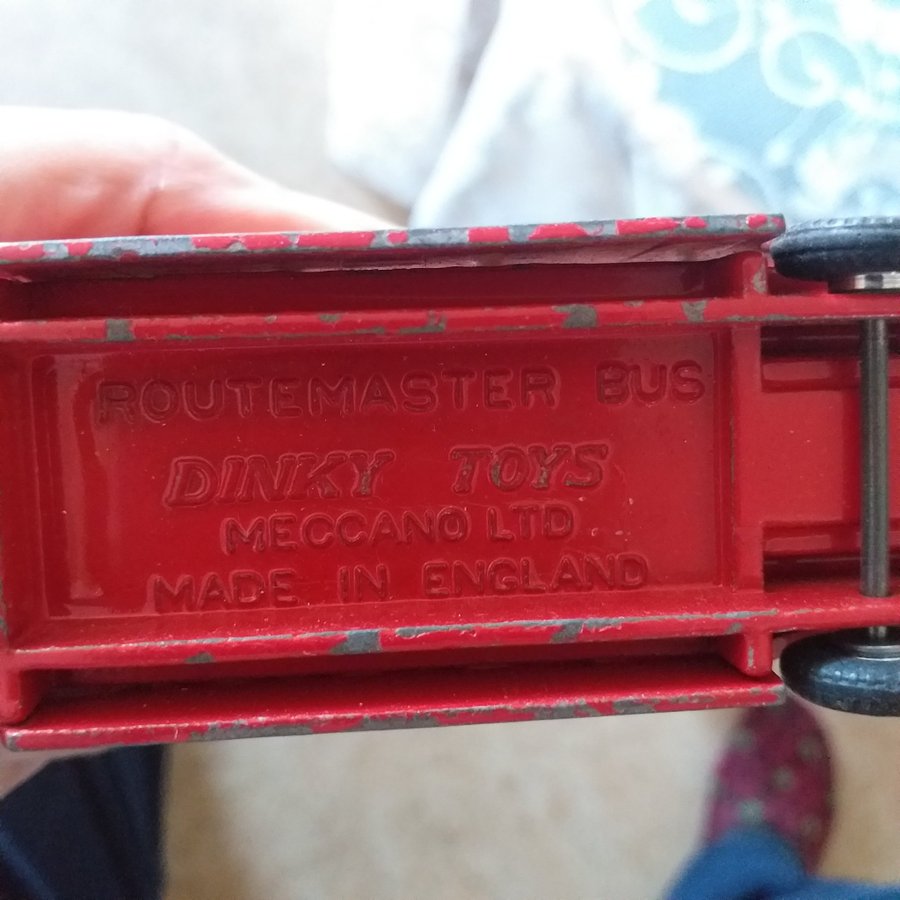 ROUTEMASTER BUS
DINKY TOYS
MECCANO LTD
MADE IN ENGLAND